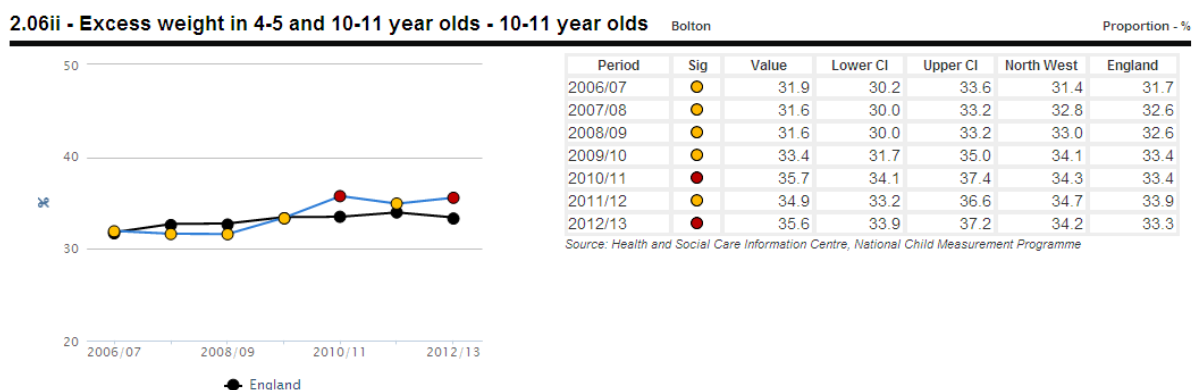 2.06ii - Excess weight in 4-5 and 10-11 year olds - 10-11 year olds Bolton Proportion - %
50
40
%
30
20
2006/07 2008/09 2010/11 2012/13
England
Period Sig Value Lower CI Upper CI North West England
2006/07 31.9 30.2 33.6 31.4 31.7
2007/08 31.6 30.0 33.2 32.8 32.6
2008/09 31.6 30.0 33.2 33.0 32.6
2009/10 33.4 31.7 35.0 34.1 33.4
2010/11 35.7 34.1 37.4 34.3 33.4
2011/12 34.9 33.2 36.6 34.7 33.9
2012/13 35.6 33.9 37.2 34.2 33.3
Source: Health and Social Care Information Centre, National Child Measurement Programme